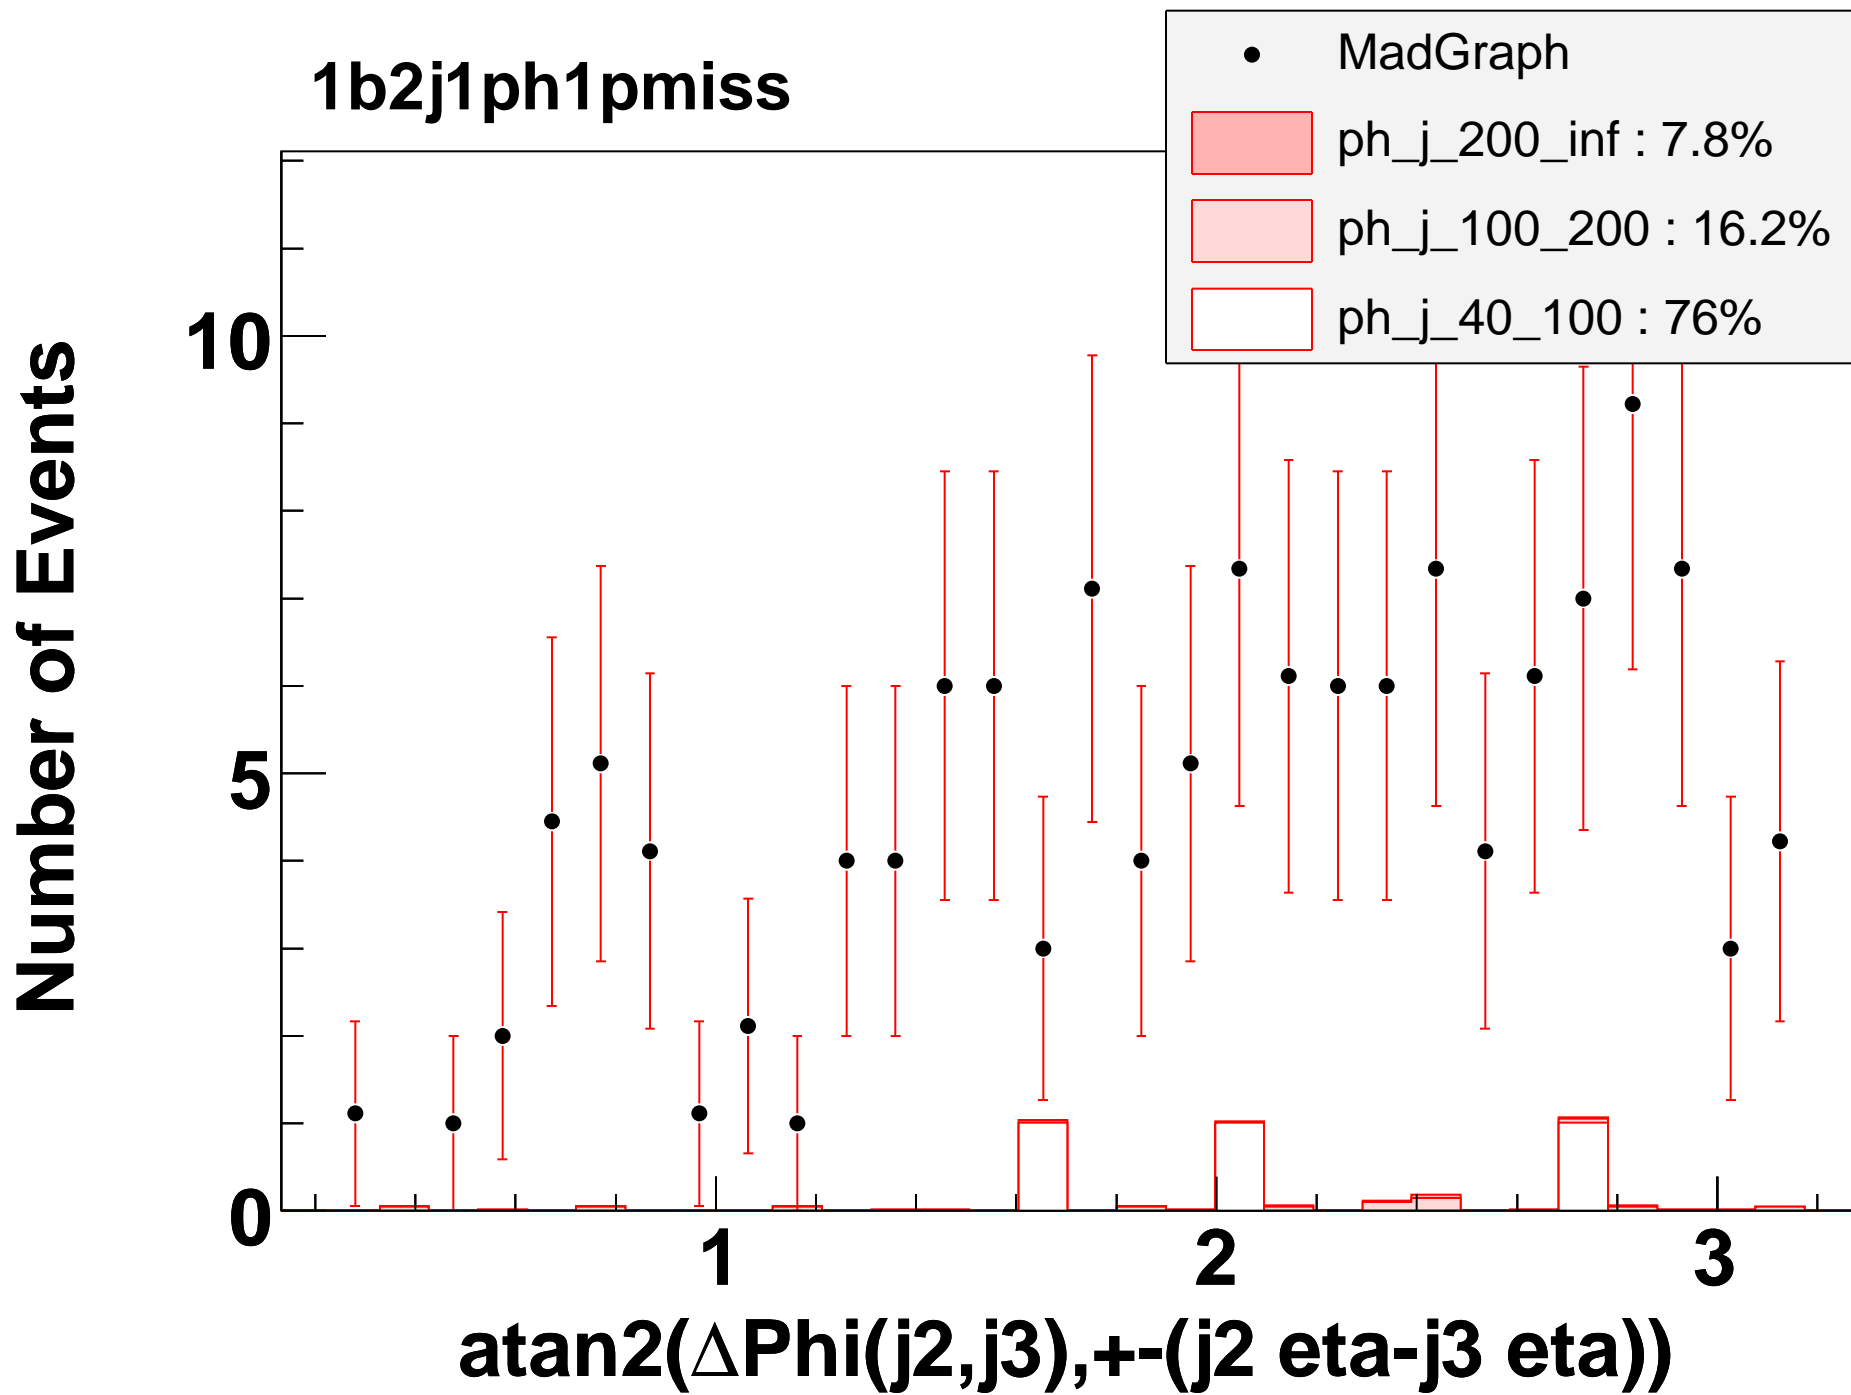 1b2j1ph1pmiss
MadGraph
ph_j_200_inf : 7.8%
ph_j_100_200 : 16.2%
ph_j_40_100 : 76%
Number of Events
10
5
0
1 2 3
atan2(ΔPhi(j2,j3),+-(j2 eta-j3 eta))